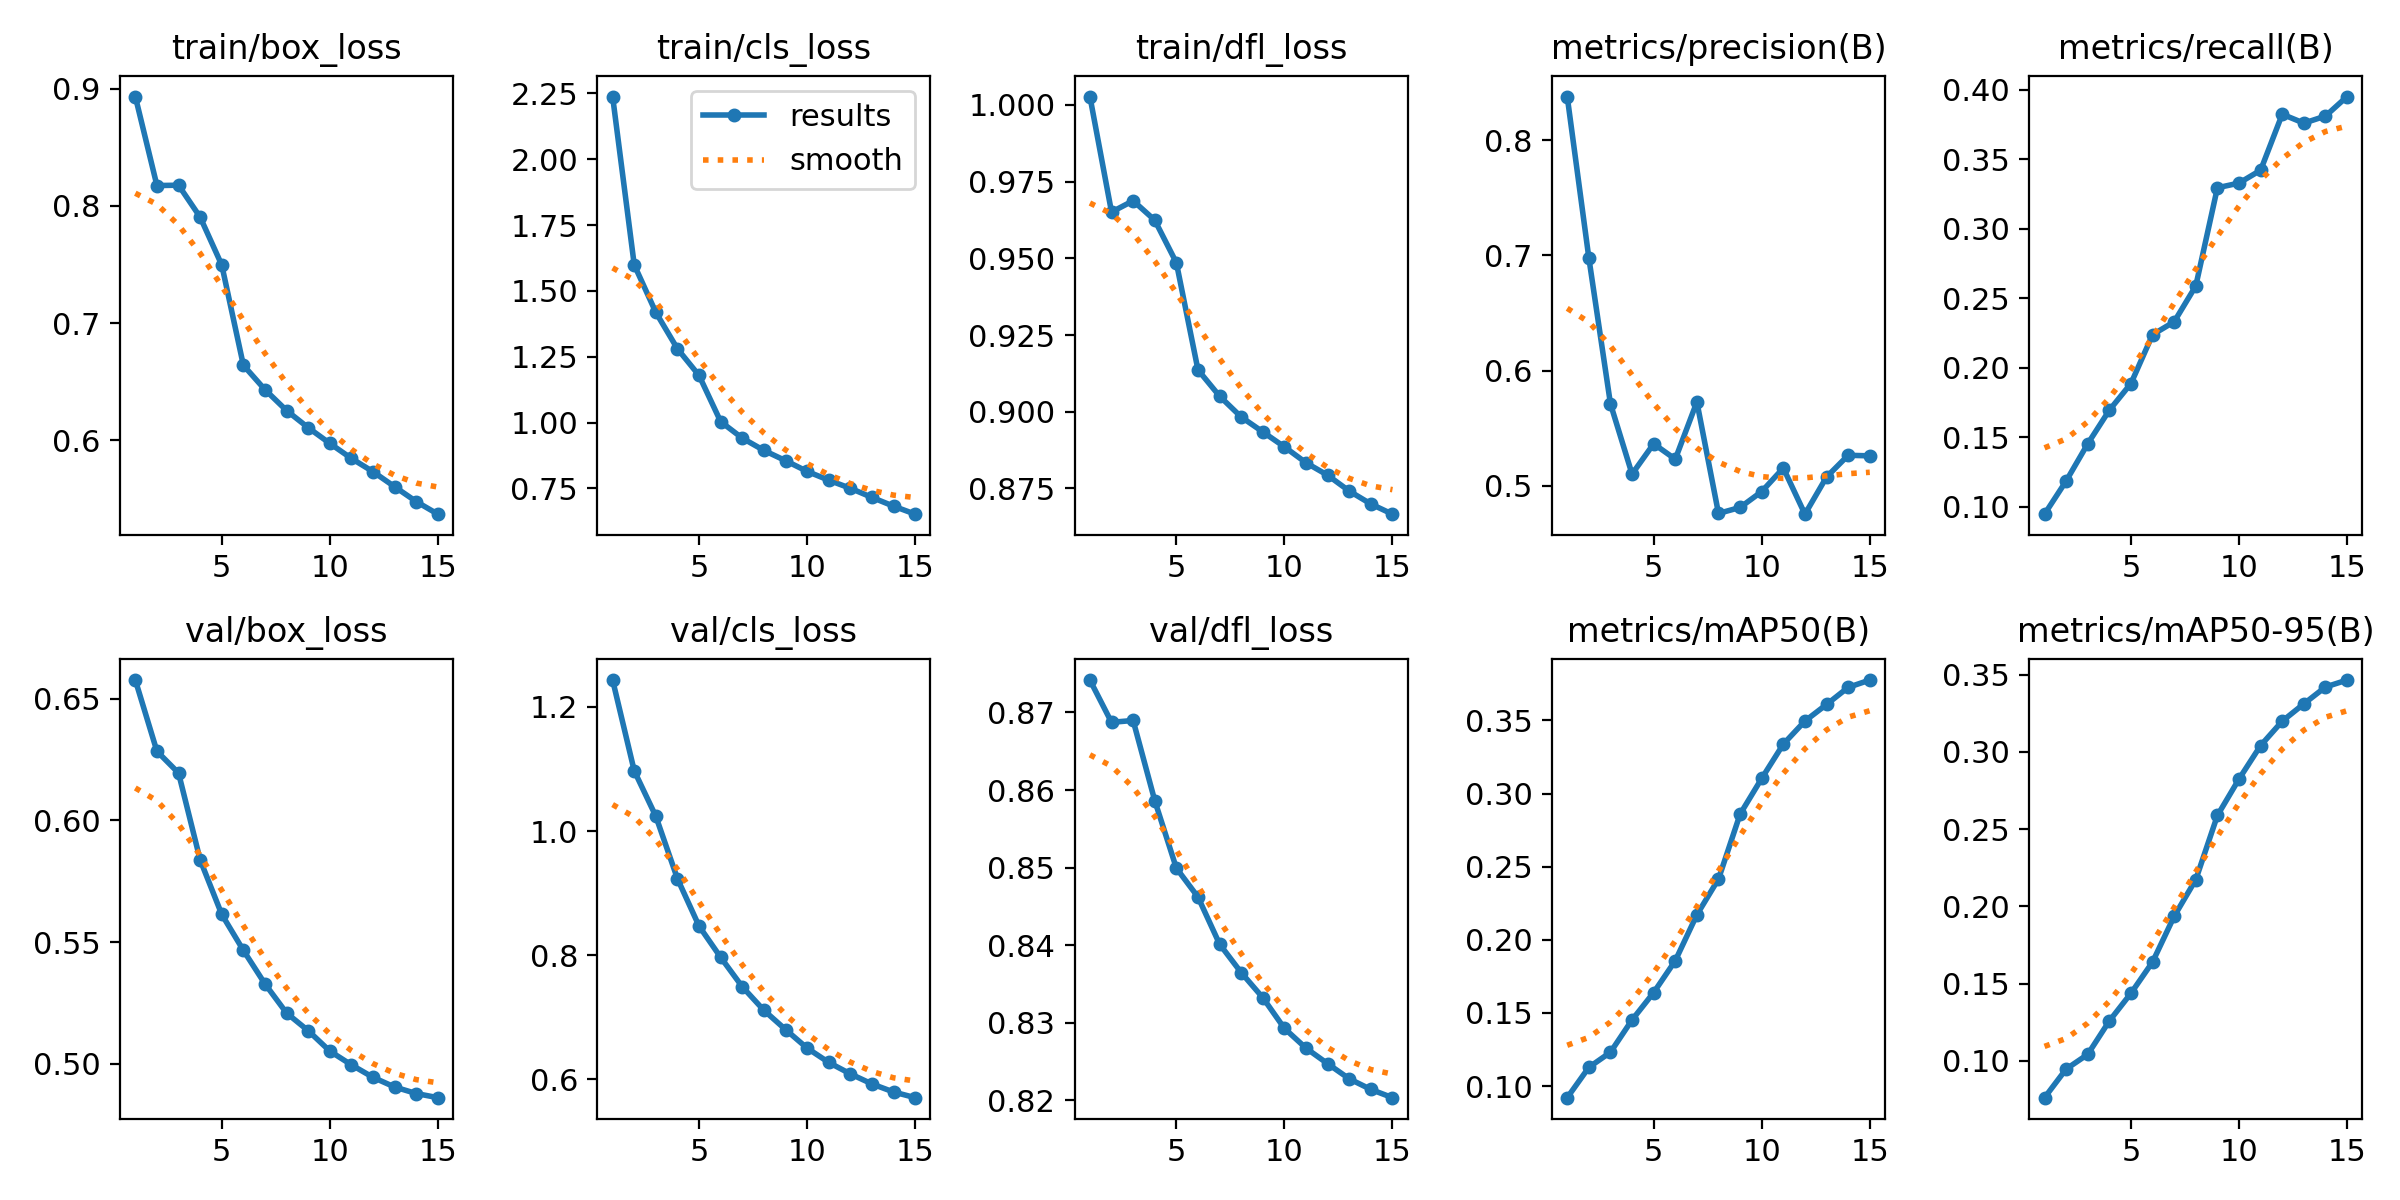 train/box_loss
0.9
0.8
0.7
0.6
5 10 15
train/cls_loss
2.25
2.00
1.75
1.50
1.25
1.00
0.75
results
smooth
5 10 15
train/dfl_loss
1.000
0.975
0.950
0.925
0.900
0.875
5 10 15
metrics/precision(B)
0.8
0.7
0.6
0.5
5 10 15
metrics/recall(B)
0.40
0.35
0.30
0.25
0.20
0.15
0.10
5 10 15
val/box_loss
0.65
0.60
0.55
0.50
5 10 15
val/cls_loss
1.2
1.0
0.8
0.6
5 10 15
val/dfl_loss
0.87
0.86
0.85
0.84
0.83
0.82
5 10 15
metrics/mAP50(B)
0.35
0.30
0.25
0.20
0.15
0.10
5 10 15
metrics/mAP50-95(B)
0.35
0.30
0.25
0.20
0.15
0.10
5 10 15